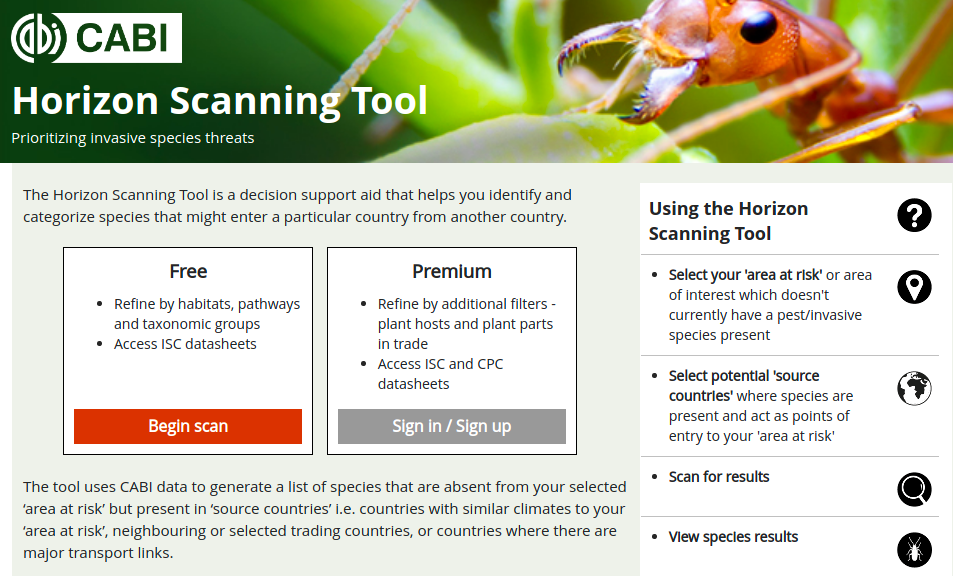 CABI
Horizon Scanning Tool
Prioritizing invasive species threats
The Horizon Scanning Tool is a decision support aid that helps you identify and
categorize species that might enter a particular country from another country.
Free
• Refine by habitats, pathways
and taxonomic groups
• Access ISC datasheets
Begin scan
Premium
• Refine by additional filters -
plant hosts and plant parts
in trade
• Access ISC and CPC
datasheets
Sign in / Sign up
The tool uses CABI data to generate a list of species that are absent from your selected
‘area at risk’ but present in ‘source countries’ i.e. countries with similar climates to your
‘area at risk’, neighbouring or selected trading countries, or countries where there are
major transport links.
Using the Horizon
Scanning Tool
?
• Select your 'area at risk' or area
of interest which doesn't
currently have a pest/invasive
species present
• Select potential 'source
countries' where species are
present and act as points of
entry to your 'area at risk'
• Scan for results
• View species results